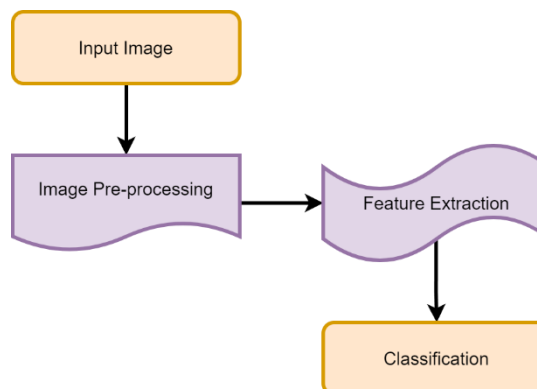 Input Image
Image Pre-processing
Feature Extraction
Classification